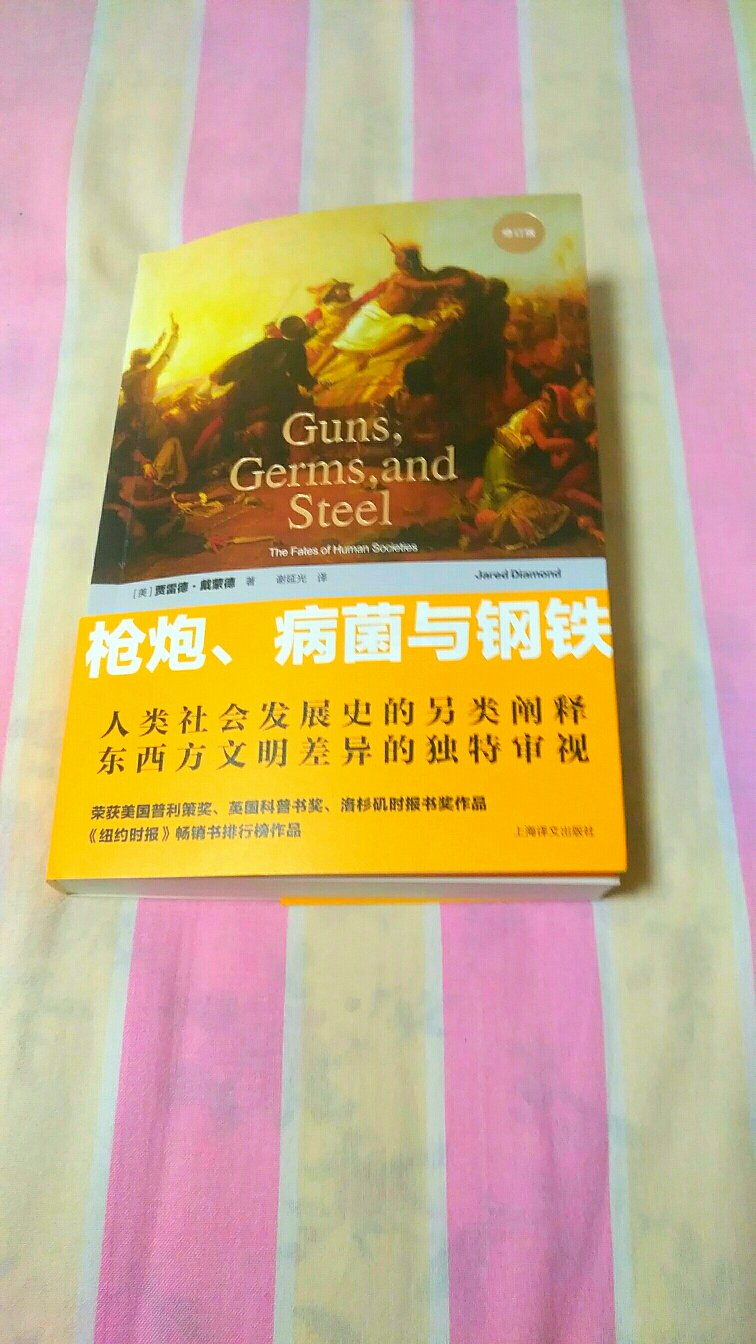 修订版
Guns,
Germs, and
Steel
The Fates of Human Societies
[美]贾雷德·戴蒙德 著 谢延光 译
Jared Diamond
枪炮、病菌与钢铁
人类社会发展史的另类阐释
东西方文明差异的独特审视
荣获美国普利策奖、英国科普书奖、洛杉矶时报书奖作品
《纽约时报》畅销书排行榜作品
上海译文出版社